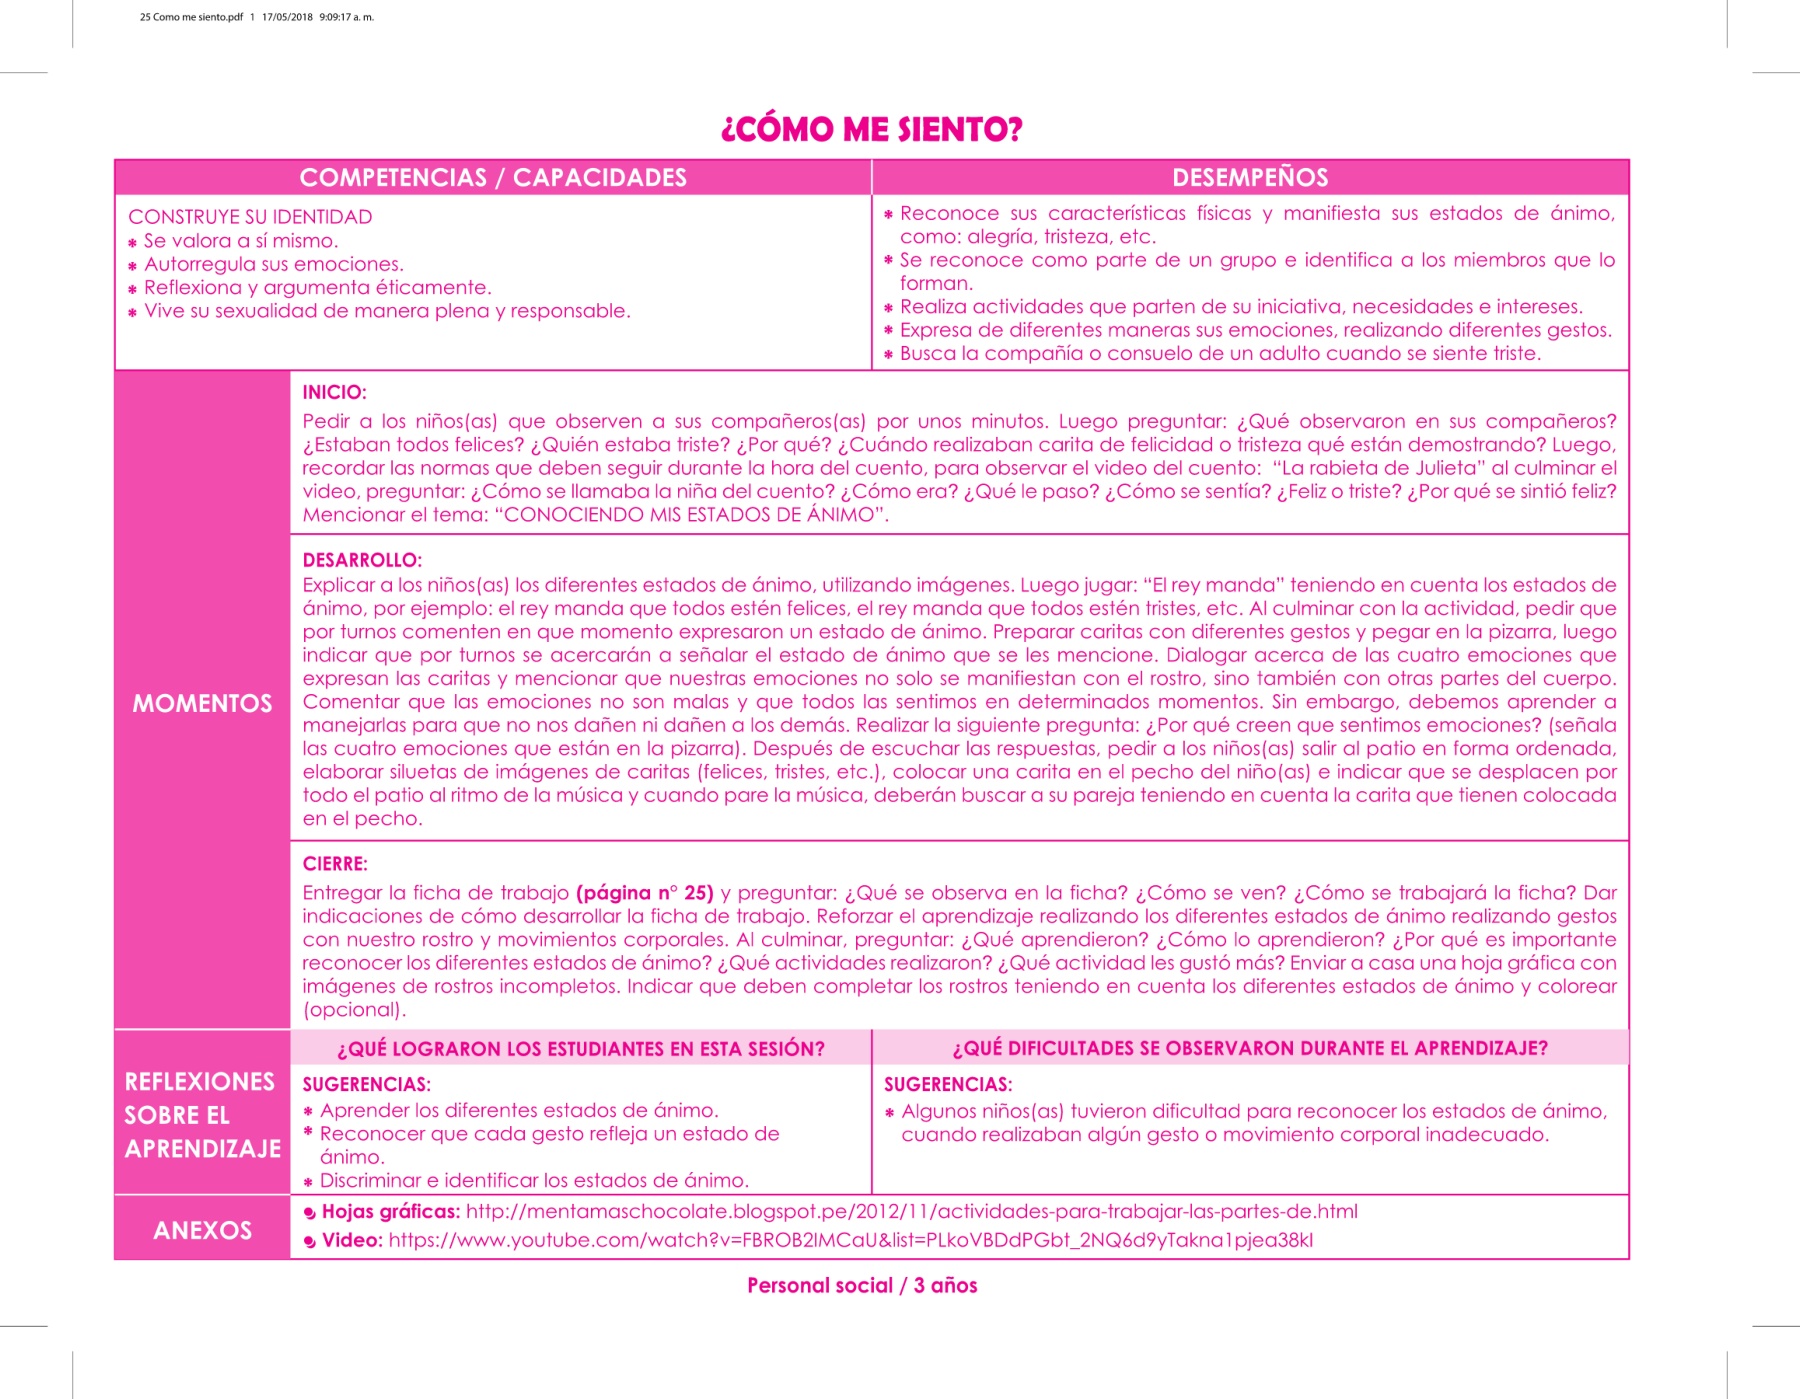 25 Como me siento.pdf 1 17/05/2018 9:09:17 a. m.
¿CÓMO ME SIENTO?
COMPETENCIAS / CAPACIDADES
CONSTRUYE SU IDENTIDAD
* Se valora a sí mismo.
* Autorregula sus emociones.
* Reflexiona y argumenta éticamente.
* Vive su sexualidad de manera plena y responsable.
DESEMPEÑOS
* Reconoce sus características físicas y manifiesta sus estados de ánimo,
como: alegría, tristeza, etc.
* Se reconoce como parte de un grupo e identifica a los miembros que lo
forman.
* Realiza actividades que parten de su iniciativa, necesidades e intereses.
* Expresa de diferentes maneras sus emociones, realizando diferentes gestos.
* Busca la compañía o consuelo de un adulto cuando se siente triste.
MOMENTOS
INICIO:
Pedir a los niños(as) que observen a sus compañeros(as) por unos minutos. Luego preguntar: ¿Qué observaron en sus compañeros?
¿Estaban todos felices? ¿Quién estaba triste? ¿Por qué? ¿Cuándo realizaban carita de felicidad o tristeza qué están demostrando? Luego,
recordar las normas que deben seguir durante la hora del cuento, para observar el video del cuento: “La rabieta de Julieta” al culminar el
video, preguntar: ¿Cómo se llamaba la niña del cuento? ¿Cómo era? ¿Qué le paso? ¿Cómo se sentía? ¿Feliz o triste? ¿Por qué se sintió feliz?
Mencionar el tema: “CONOCIENDO MIS ESTADOS DE ÁNIMO”.
DESARROLLO:
Explicar a los niños(as) los diferentes estados de ánimo, utilizando imágenes. Luego jugar: “El rey manda” teniendo en cuenta los estados de
ánimo, por ejemplo: el rey manda que todos estén felices, el rey manda que todos estén tristes, etc. Al culminar con la actividad, pedir que
por turnos comenten en que momento expresaron un estado de ánimo. Preparar caritas con diferentes gestos y pegar en la pizarra, luego
indicar que por turnos se acercarán a señalar el estado de ánimo que se les mencione. Dialogar acerca de las cuatro emociones que
expresan las caritas y mencionar que nuestras emociones no solo se manifiestan con el rostro, sino también con otras partes del cuerpo.
Comentar que las emociones no son malas y que todos las sentimos en determinados momentos. Sin embargo, debemos aprender a
manejarlas para que no nos dañen ni dañen a los demás. Realizar la siguiente pregunta: ¿Por qué creen que sentimos emociones? (señala
las cuatro emociones que están en la pizarra). Después de escuchar las respuestas, pedir a los niños(as) salir al patio en forma ordenada,
elaborar siluetas de imágenes de caritas (felices, tristes, etc.), colocar una carita en el pecho del niño(as) e indicar que se desplacen por
todo el patio al ritmo de la música y cuando pare la música, deberán buscar a su pareja teniendo en cuenta la carita que tienen colocada
en el pecho.
CIERRE:
Entregar la ficha de trabajo (página n° 25) y preguntar: ¿Qué se observa en la ficha? ¿Cómo se ven? ¿Cómo se trabajará la ficha? Dar
indicaciones de cómo desarrollar la ficha de trabajo. Reforzar el aprendizaje realizando los diferentes estados de ánimo realizando gestos
con nuestro rostro y movimientos corporales. Al culminar, preguntar: ¿Qué aprendieron? ¿Cómo lo aprendieron? ¿Por qué es importante
reconocer los diferentes estados de ánimo? ¿Qué actividades realizaron? ¿Qué actividad les gustó más? Enviar a casa una hoja gráfica con
imágenes de rostros incompletos. Indicar que deben completar los rostros teniendo en cuenta los diferentes estados de ánimo y colorear
(opcional).
REFLEXIONES
SOBRE EL
APRENDIZAJE
¿QUÉ LOGRARON LOS ESTUDIANTES EN ESTA SESIÓN?
SUGERENCIAS:
* Aprender los diferentes estados de ánimo.
* Reconocer que cada gesto refleja un estado de
ánimo.
* Discriminar e identificar los estados de ánimo.
¿QUÉ DIFICULTADES SE OBSERVARON DURANTE EL APRENDIZAJE?
SUGERENCIAS:
* Algunos niños(as) tuvieron dificultad para reconocer los estados de ánimo,
cuando realizaban algún gesto o movimiento corporal inadecuado.
ANEXOS
Hojas gráficas: http://mentamaschocolate.blogspot.pe/2012/11/actividades-para-trabajar-las-partes-de.html
Video: https://www.youtube.com/watch?v=FBROB2IMCaU&list=PLkoVBDdPGbt_2NQ6d9yTakna1pjea38kI
Personal social / 3 años